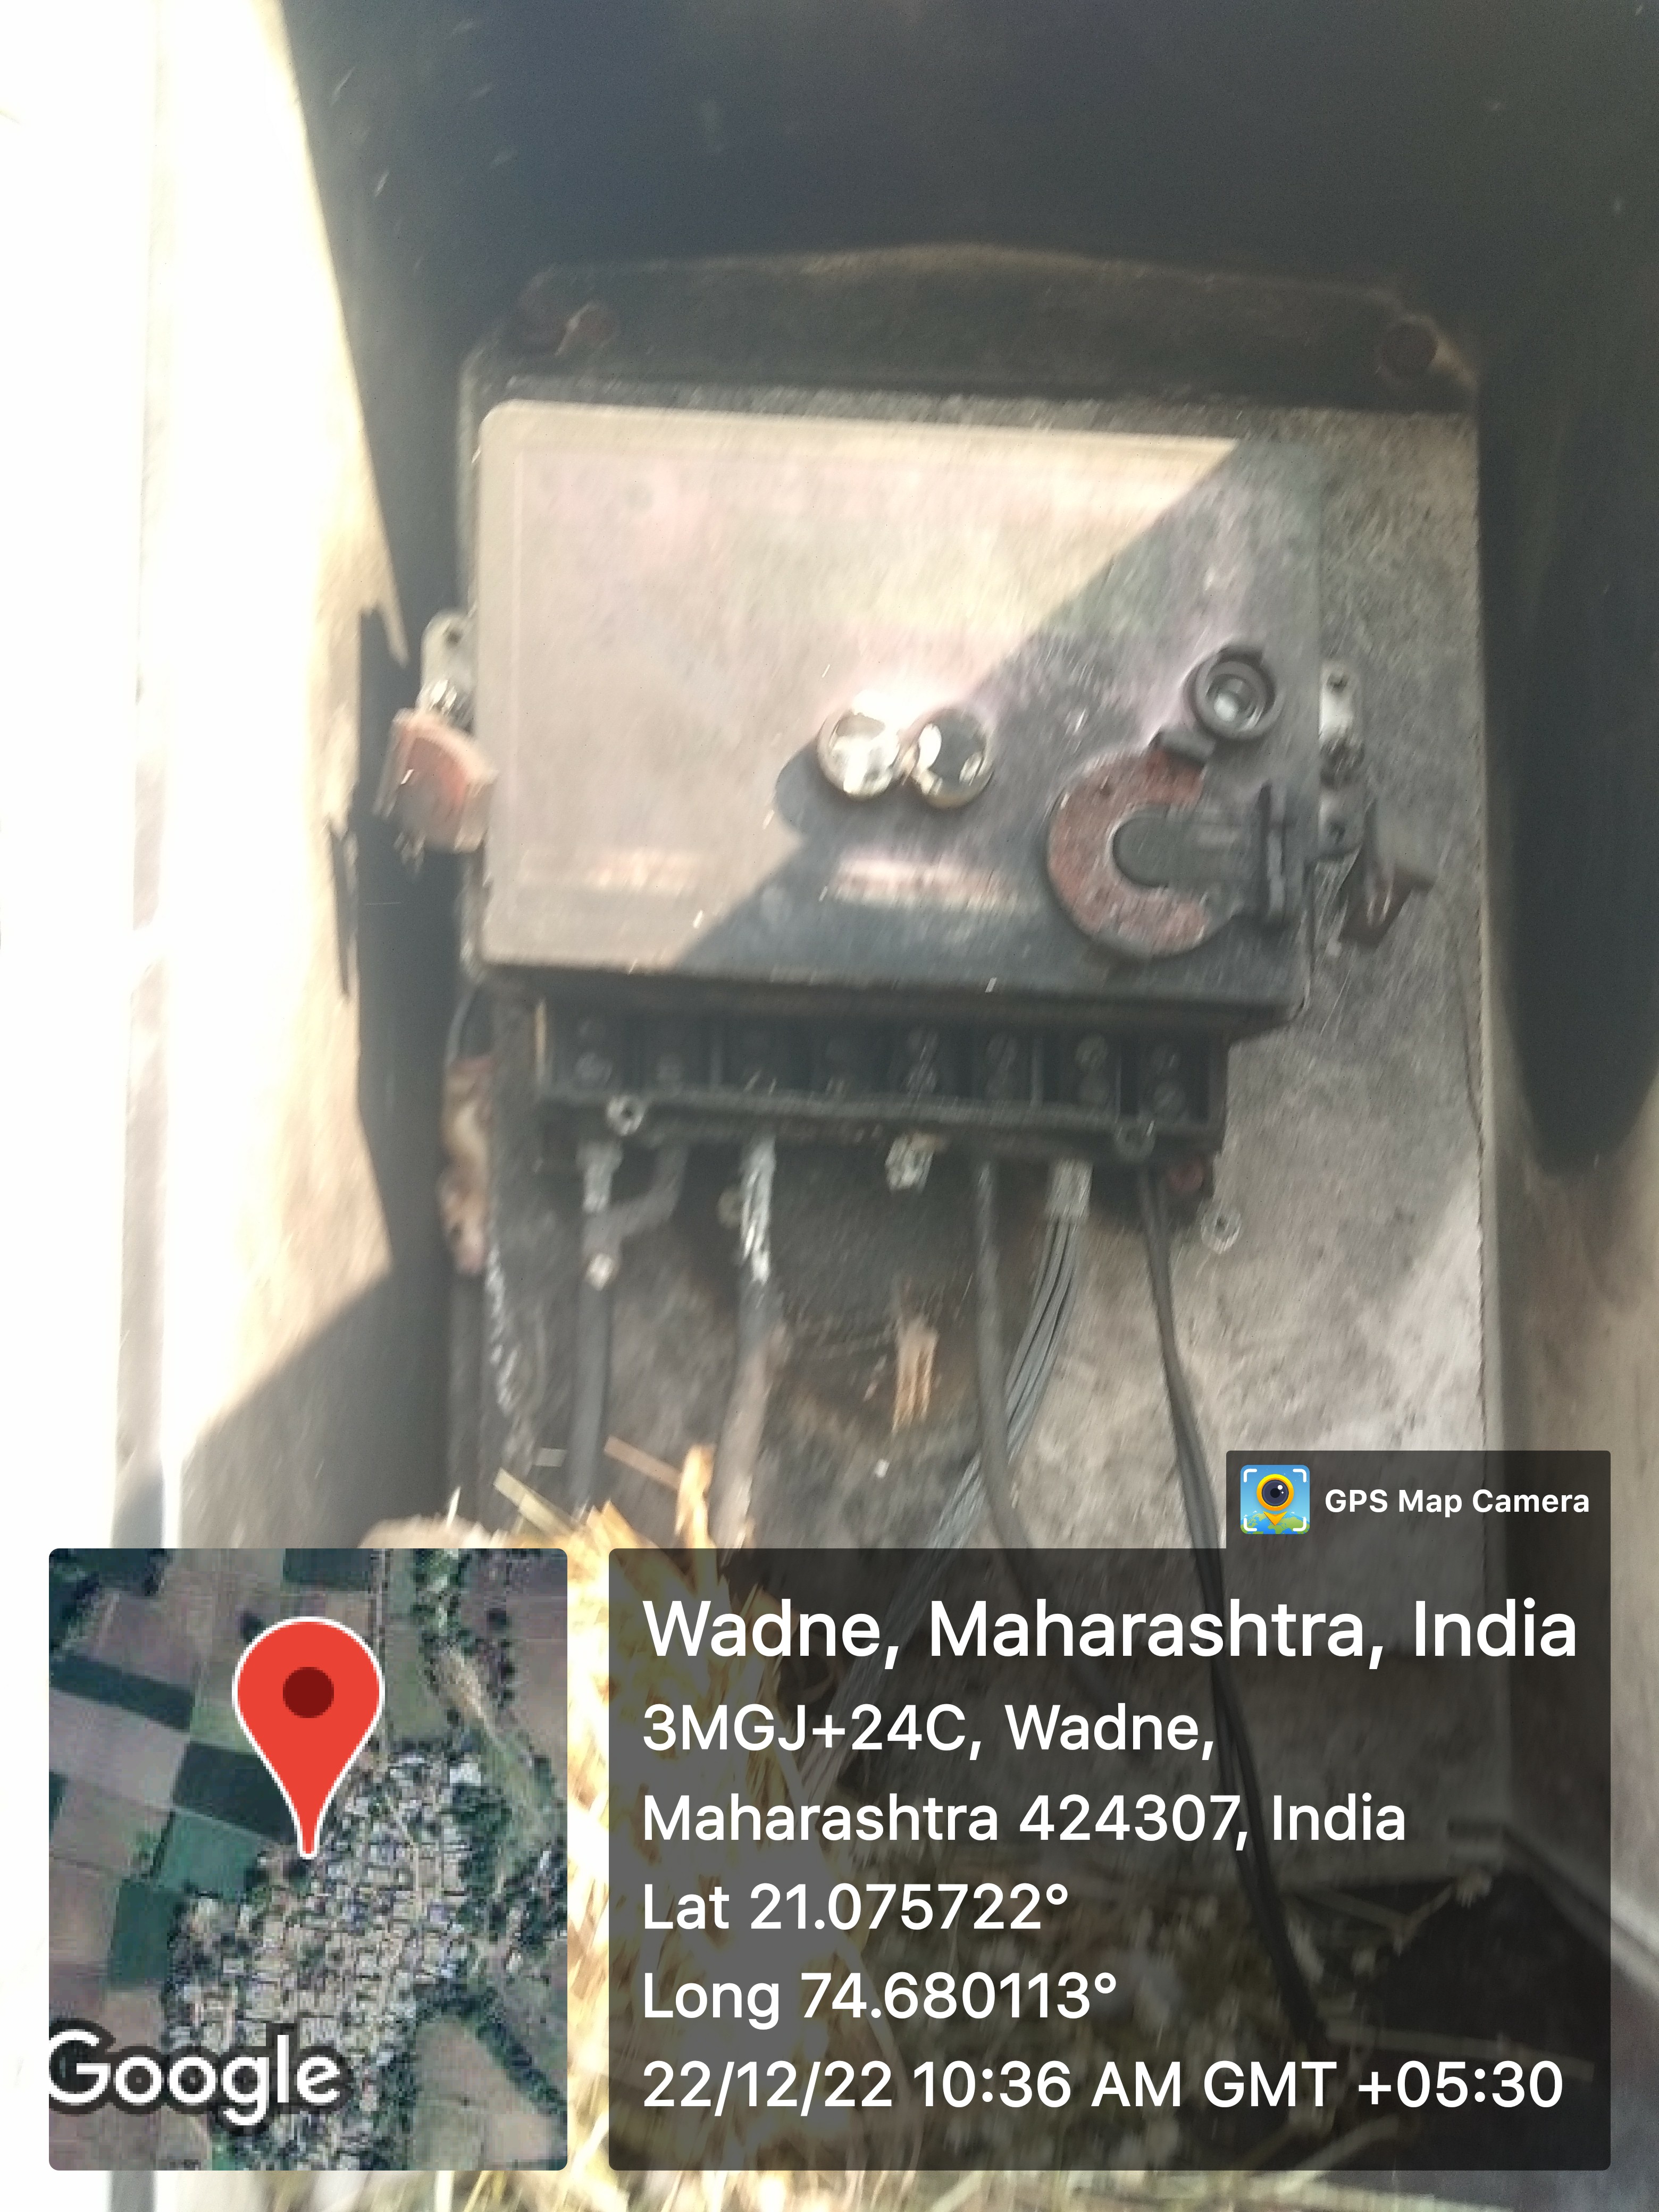 GPS Map Camera
Wadne, Maharashtra, India
3MGJ+24C, Wadne,
Maharashtra 424307, India
Lat 21.075722°
Long 74.680113°
22/12/22 10:36 AM GMT +05:30
Google